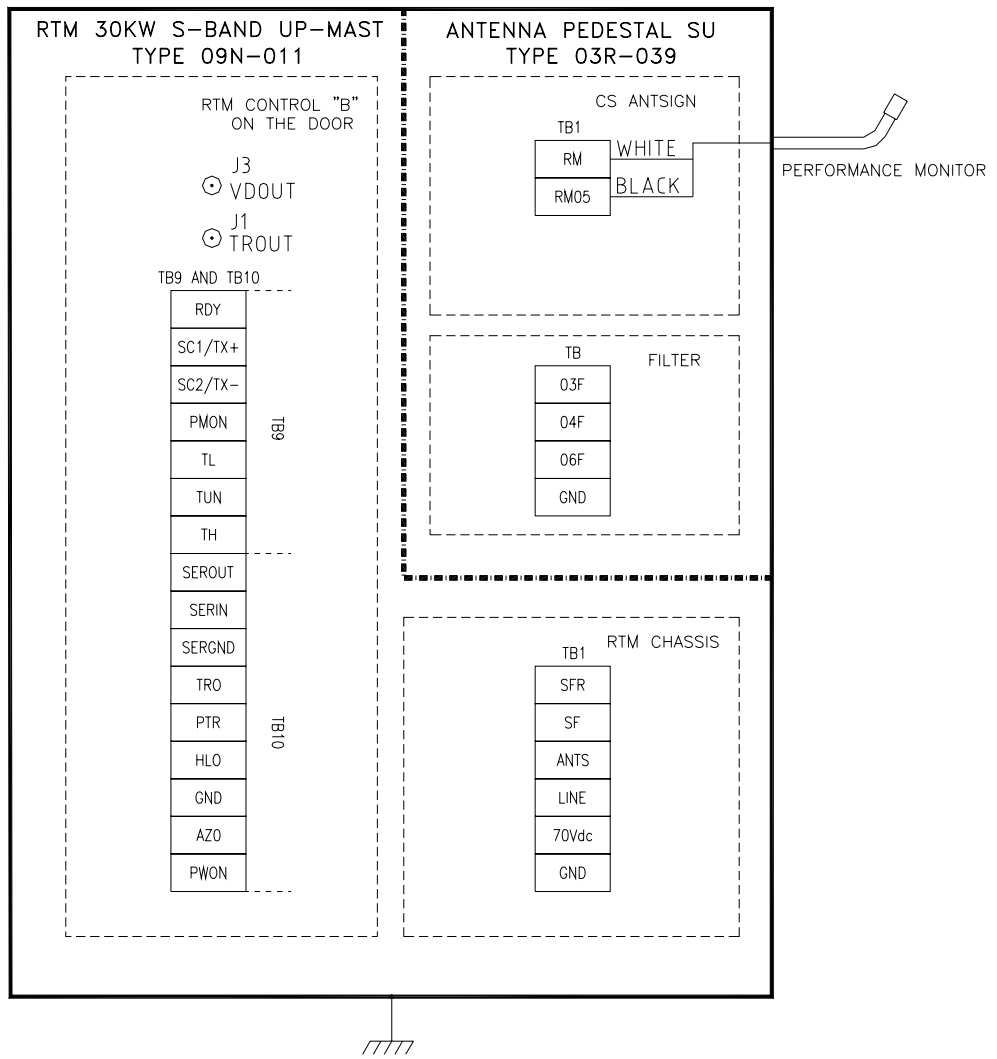 RTM 30KW S-BAND UP-MAST
TYPE 09N-011
RTM CONTROL "B"
ON THE DOOR
J3
VDOUT
J1
TROUT
TB9 AND TB10
RDY
SC1/TX+
SC2/TX-
PMON
TL
TUN
TH
TB9
SEROUT
SERIN
SERGND
TRO
PTR
HLO
GND
AZO
PWON
TB10
ANTENNA PEDESTAL SU
TYPE 03R-039
CS ANTSIGN
TB1
RM
WHITE
RM05
BLACK
PERFORMANCE MONITOR
TB
FILTER
03F
04F
06F
GND
RTM CHASSIS
TB1
SFR
SF
ANTS
LINE
70Vdc
GND